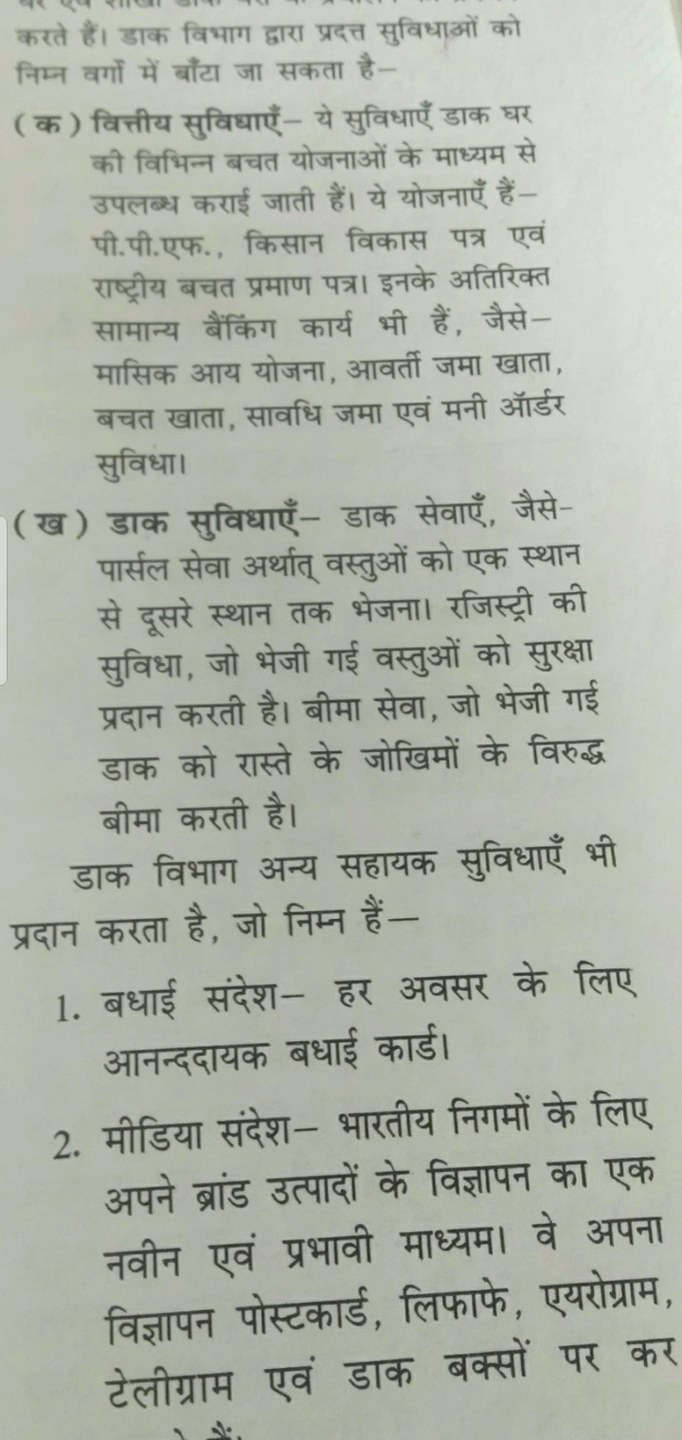 करते हैं। डाक विभाग द्वारा प्रदत्त सुविधाओं को
निम्न वर्गों में बाँटा जा सकता है—
(क) वित्तीय सुविधाएँ— ये सुविधाएँ डाक घर
की विभिन्न बचत योजनाओं के माध्यम से
उपलब्ध कराई जाती हैं। ये योजनाएँ हैं—
पी.पी.एफ., किसान विकास पत्र एवं
राष्ट्रीय बचत प्रमाण पत्र। इनके अतिरिक्त
सामान्य बैंकिंग कार्य भी हैं, जैसे—
मासिक आय योजना, आवर्ती जमा खाता,
बचत खाता, सावधि जमा एवं मनी ऑर्डर
सुविधा।
(ख) डाक सुविधाएँ— डाक सेवाएँ, जैसे-
पार्सल सेवा अर्थात् वस्तुओं को एक स्थान
से दूसरे स्थान तक भेजना। रजिस्ट्री की
सुविधा, जो भेजी गई वस्तुओं को सुरक्षा
प्रदान करती है। बीमा सेवा, जो भेजी गई
डाक को रास्ते के जोखिमों के विरुद्ध
बीमा करती है।
डाक विभाग अन्य सहायक सुविधाएँ भी
प्रदान करता है, जो निम्न हैं—
1. बधाई संदेश— हर अवसर के लिए
आनन्ददायक बधाई कार्ड।
2. मीडिया संदेश— भारतीय निगमों के लिए
अपने ब्रांड उत्पादों के विज्ञापन का एक
नवीन एवं प्रभावी माध्यम। वे अपना
विज्ञापन पोस्टकार्ड, लिफाफे, एयरोग्राम,
टेलीग्राम एवं डाक बक्सों पर कर